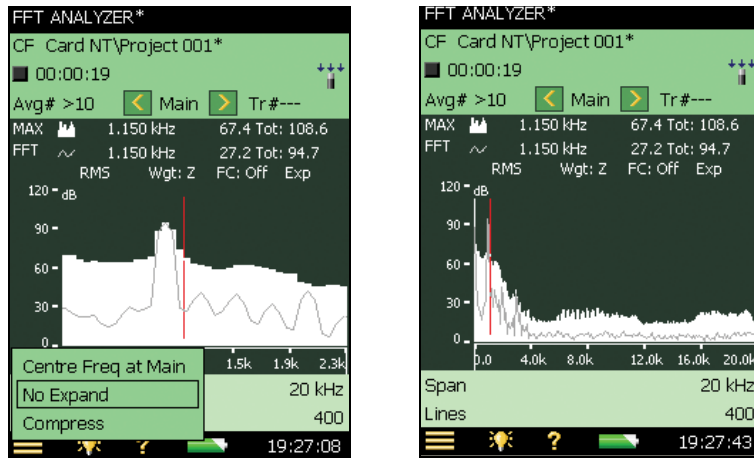 FFT ANALYZER*
CF Card NT\Project 001*
00:00:19
Avg# >10 < Main > Tr#---
MAX 1.150 kHz 67.4 Tot: 108.6
FFT 1.150 kHz 27.2 Tot: 94.7
RMS Wgt: Z FC: Off Exp
120
dB
90
60
30
0
1.5k 1.9k 2.3k
Centre Freq at Main
No Expand
Compress
20 kHz
400
? 19:27:08
FFT ANALYZER*
CF Card NT\Project 001*
00:00:19
Avg# >10 < Main > Tr#---
MAX 1.150 kHz 67.4 Tot: 108.6
FFT 1.150 kHz 27.2 Tot: 94.7
RMS Wgt: Z FC: Off Exp
120
dB
90
60
30
0
0.0 4.0k 8.0k 12.0k 16.0k 20.0k
Span 20 kHz
Lines 400
? 19:27:43